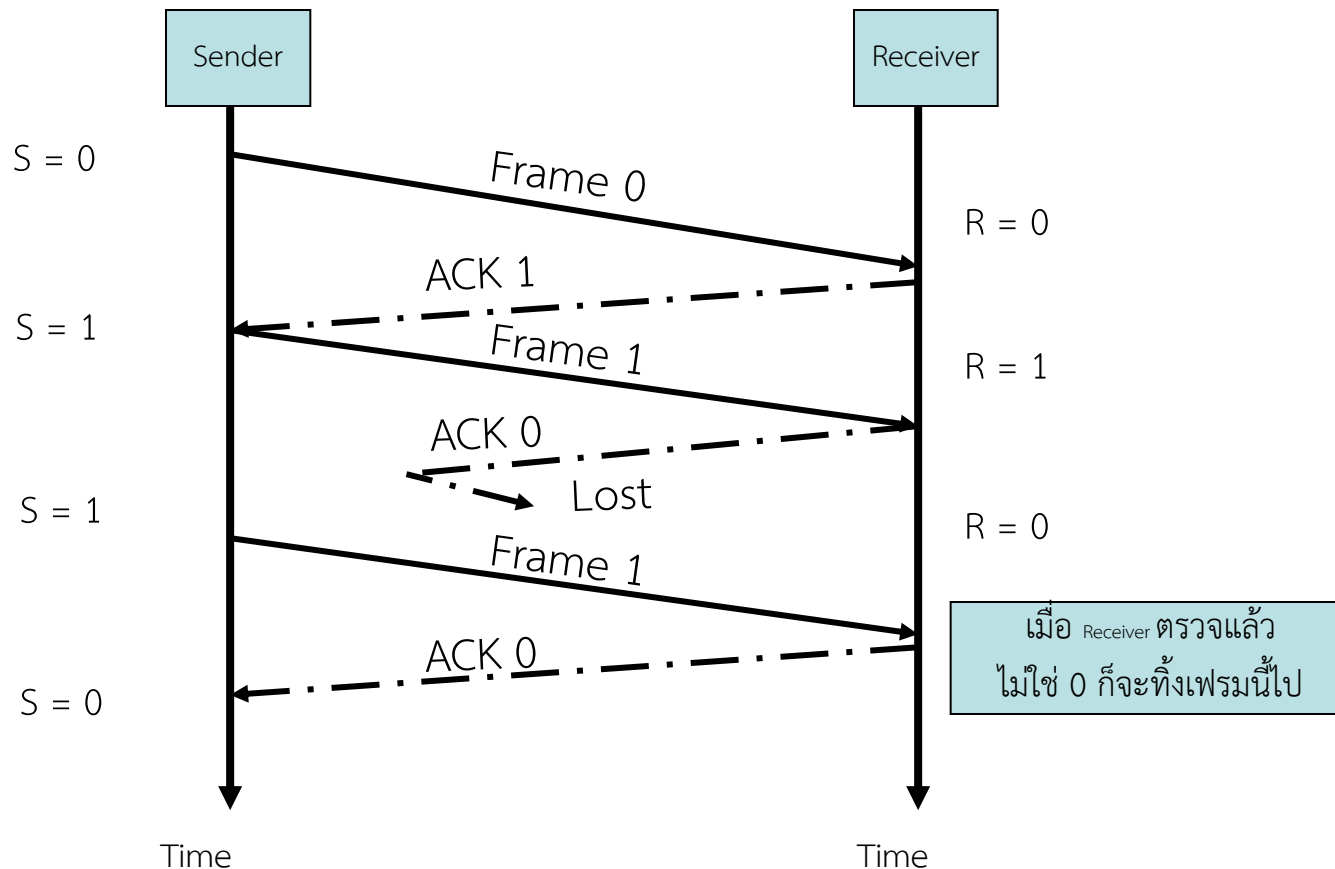 Sender
Receiver
S = 0
Frame 0
R = 0
ACK 1
S = 1
Frame 1
R = 1
ACK 0
Lost
S = 1
R = 0
Frame 1
เมื่อ Receiver ตรวจแล้ว
ไม่ใช่ 0 ก็จะทิ้งเฟรมนี้ไป
ACK 0
S = 0
Time
Time